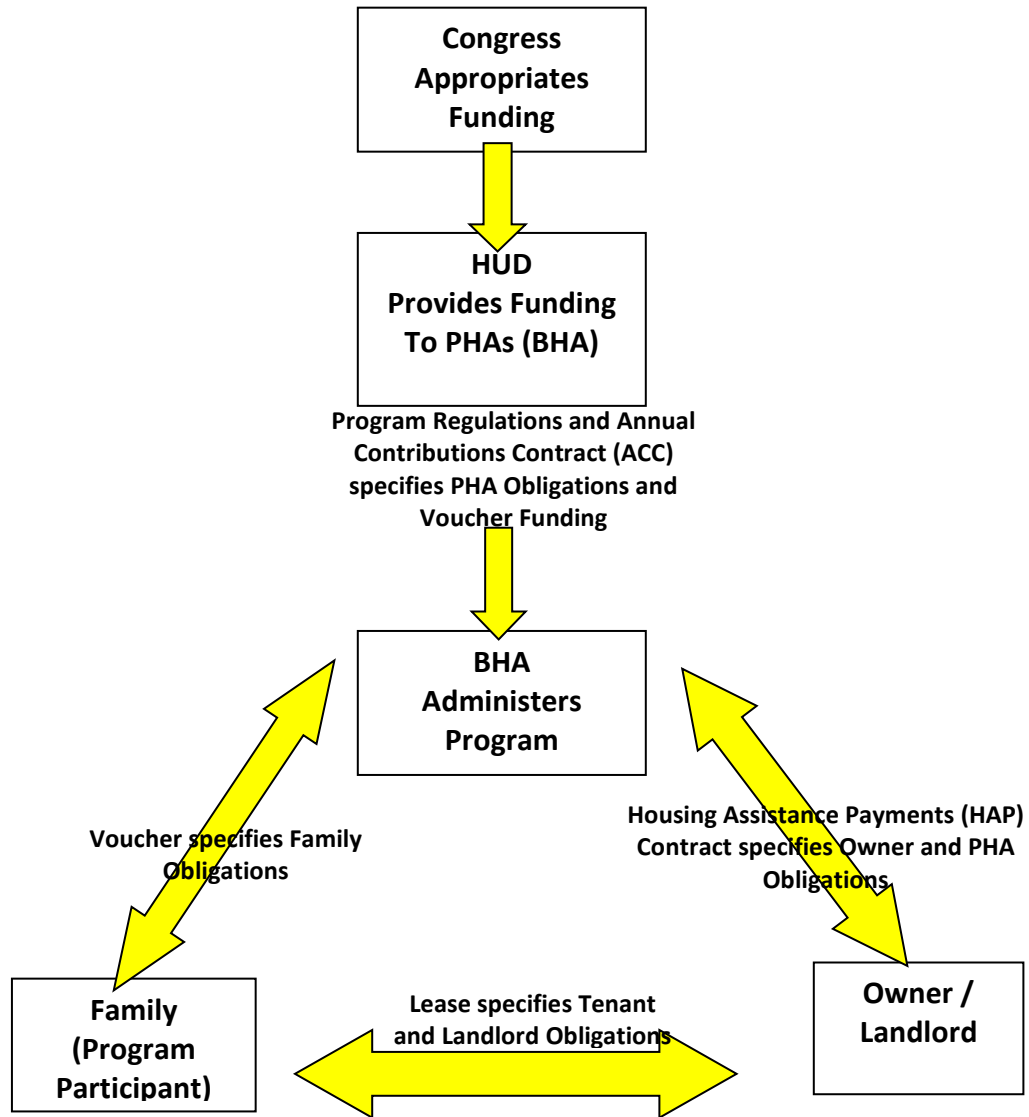 Congress
Appropriates
Funding
HUD
Provides Funding
To PHAs (BHA)
Program Regulations and Annual
Contributions Contract (ACC)
specifies PHA Obligations and
Voucher Funding
BHA
Administers
Program
Voucher specifies Family
Obligations
Housing Assistance Payments (HAP)
Contract specifies Owner and PHA
Obligations
Family
(Program
Participant)
Lease specifies Tenant
and Landlord Obligations
Owner /
Landlord